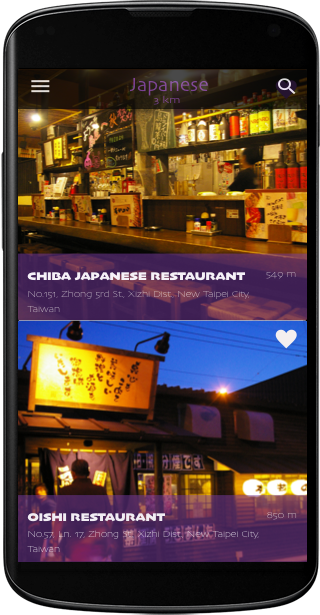 Japanese
3 km
CHIBA JAPANESE RESTAURANT
549 m
No.151, Zhong 5rd St., Xizhi Dist., New Taipei City,
Taiwan
OISHI RESTAURANT
850 m
No.57, Ln. 17, Zhong St., Xizhi Dist., New Taipei City,
Taiwan